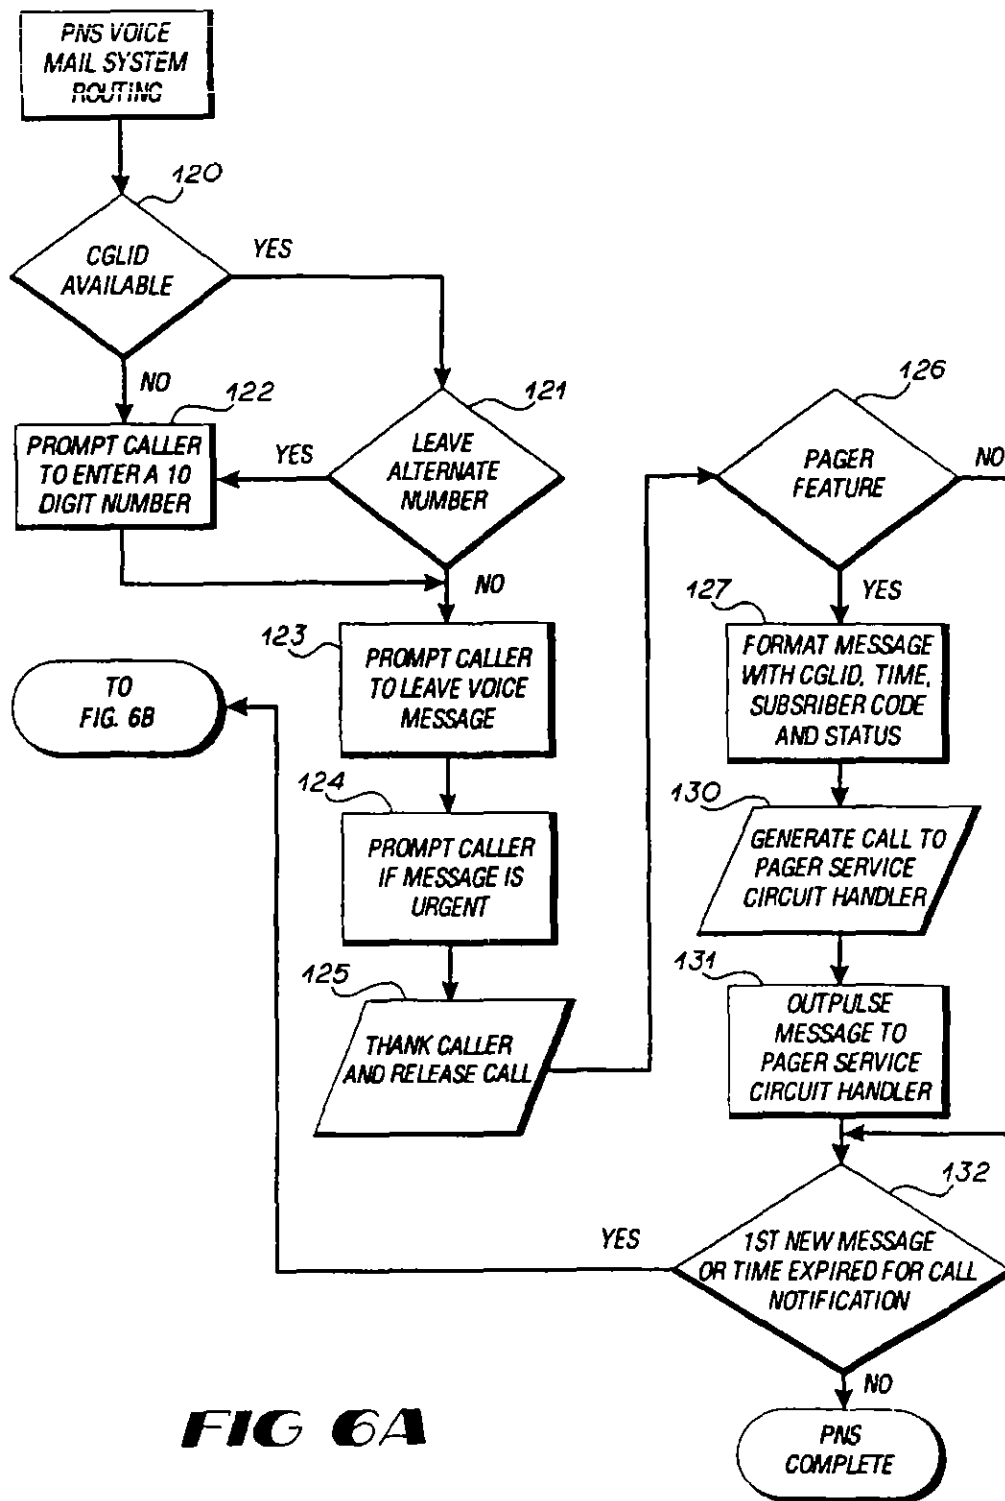 PNS VOICE
MAIL SYSTEM
ROUTING
120
CGLID
AVAILABLE
YES
NO
122
PROMPT CALLER
TO ENTER A 10
DIGIT NUMBER
YES
121
LEAVE
ALTERNATE
NUMBER
NO
123
PROMPT CALLER
TO LEAVE VOICE
MESSAGE
TO
FIG. 6B
124
PROMPT CALLER
IF MESSAGE IS
URGENT
125
THANK CALLER
AND RELEASE CALL
126
PAGER
FEATURE
NO
YES
127
FORMAT MESSAGE
WITH CGLID, TIME,
SUBSRIBER CODE
AND STATUS
130
GENERATE CALL TO
PAGER SERVICE
CIRCUIT HANDLER
131
OUTPULSE
MESSAGE TO
PAGER SERVICE
CIRCUIT HANDLER
132
YES
1ST NEW MESSAGE
OR TIME EXPIRED FOR CALL
NOTIFICATION
NO
PNS
COMPLETE
FIG 6A